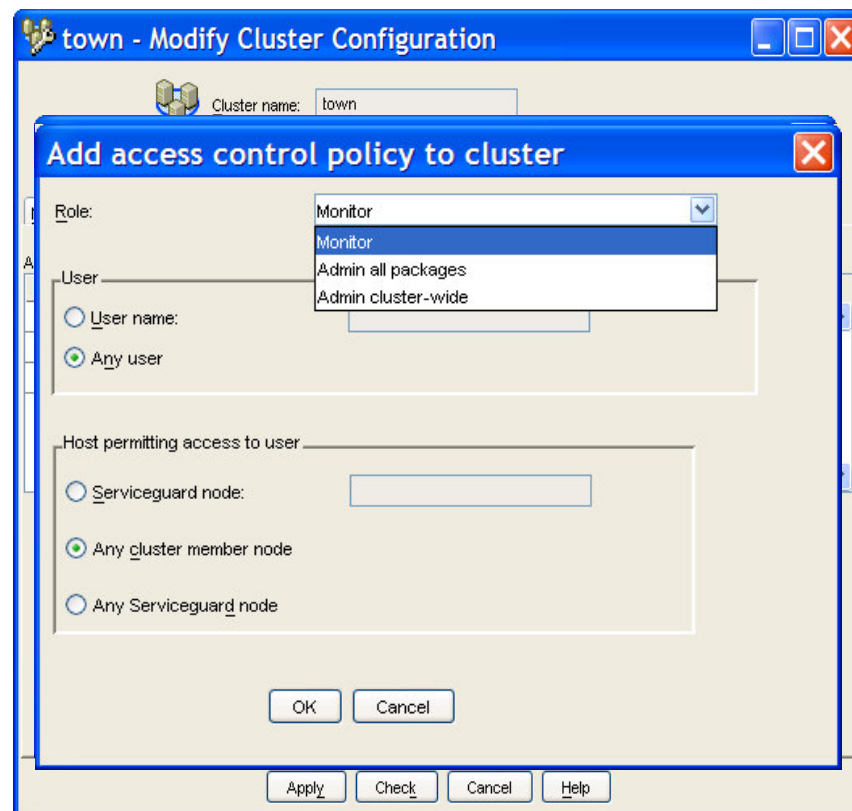 town - Modify Cluster Configuration
Cluster name: town
Add access control policy to cluster
Role: Monitor
Monitor
Admin all packages
Admin cluster-wide
User
User name:
Any user
Host permitting access to user
Serviceguard node:
Any cluster member node
Any Serviceguard node
OK Cancel
Apply Check Cancel Help